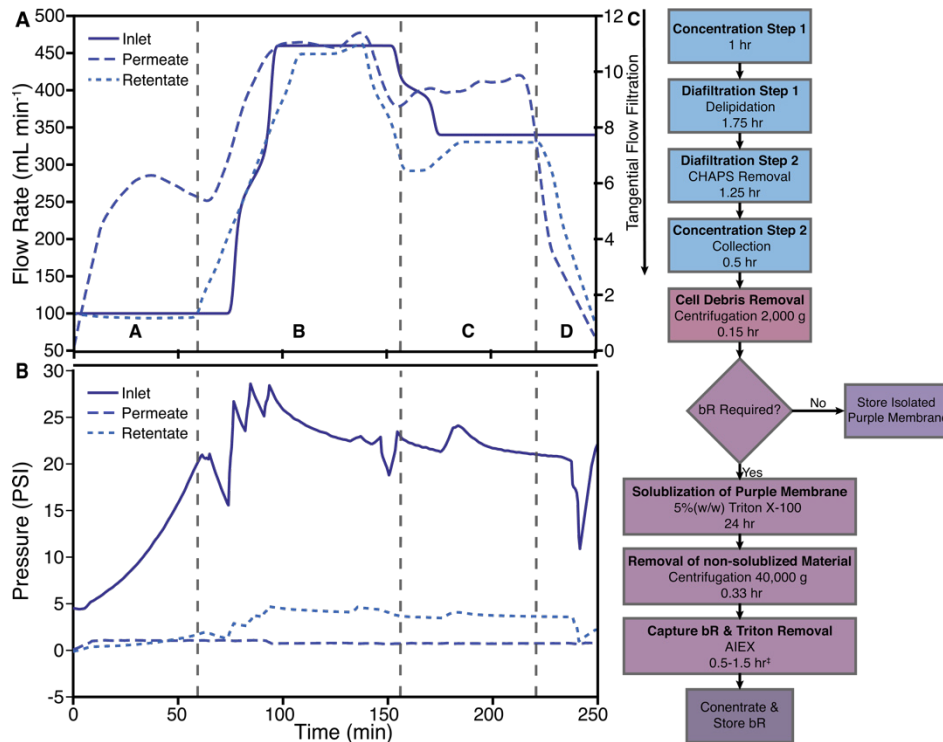 A
500
450
400
350
300
250
200
150
100
50
Flow Rate (mL min⁻¹)
Inlet
Permeate
Retentate
A
B
C
D
12
10
8
6
4
2
0
B
30
25
20
15
10
5
0
-5
Pressure (PSI)
Inlet
Permeate
Retentate
0
50
100
150
200
250
Time (min)
C
Tangential Flow Filtration
Concentration Step 1
1 hr
Diafiltration Step 1
Delipidation
1.75 hr
Diafiltration Step 2
CHAPS Removal
1.25 hr
Concentration Step 2
Collection
0.5 hr
Cell Debris Removal
Centrifugation 2,000 g
0.15 hr
bR Required?
No
Store Isolated
Purple Membrane
Yes
Solublization of Purple Membrane
5%(w/w) Triton X-100
24 hr
Removal of non-solublized Material
Centrifugation 40,000 g
0.33 hr
Capture bR & Triton Removal
AIEX
0.5-1.5 hr‡
Conentrate &
Store bR